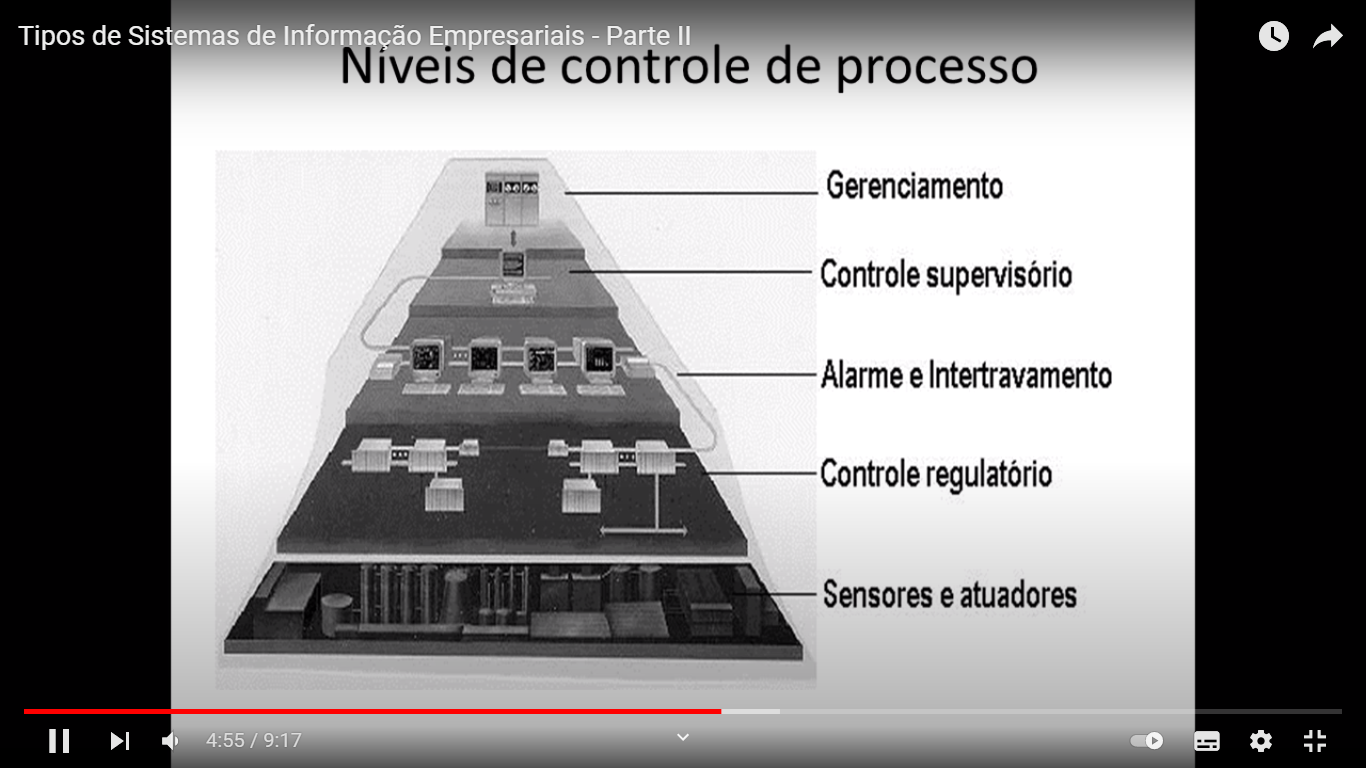 Tipos de Sistemas de Informação Empresariais - Parte II
Níveis de controle de processo
Gerenciamento
Controle supervisório
Alarme e Intertravamento
Controle regulatório
Sensores e atuadores
4:55 / 9:17